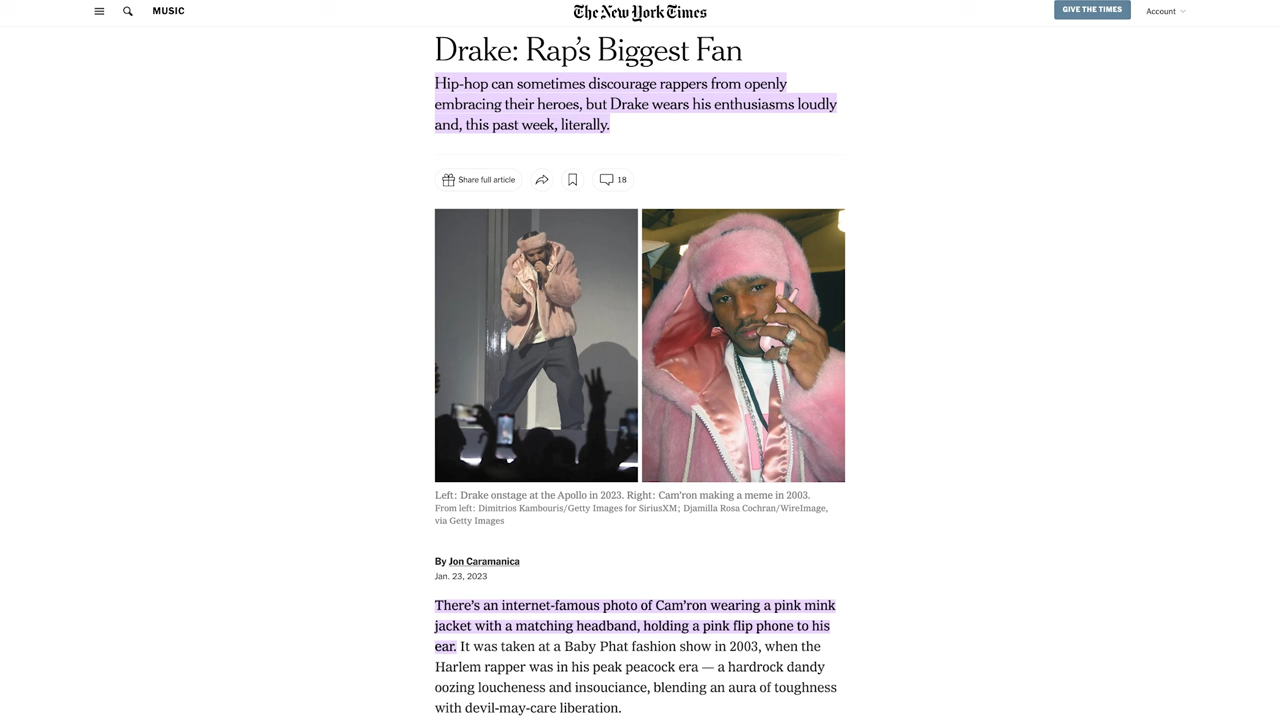 MUSIC
The New York Times
GIVE THE TIMES
Account
Drake: Rap’s Biggest Fan
Hip-hop can sometimes discourage rappers from openly
embracing their heroes, but Drake wears his enthusiasms loudly
and, this past week, literally.
Share full article
18
Left: Drake onstage at the Apollo in 2023. Right: Cam’ron making a meme in 2003.
From left: Dimitrios Kambouris/Getty Images for SiriusXM; Djamilla Rosa Cochran/WireImage,
via Getty Images
By Jon Caramanica
Jan. 23, 2023
There’s an internet-famous photo of Cam’ron wearing a pink mink
jacket with a matching headband, holding a pink flip phone to his
ear. It was taken at a Baby Phat fashion show in 2003, when the
Harlem rapper was in his peak peacock era — a hardrock dandy
oozing loucheness and insouciance, blending an aura of toughness
with devil-may-care liberation.